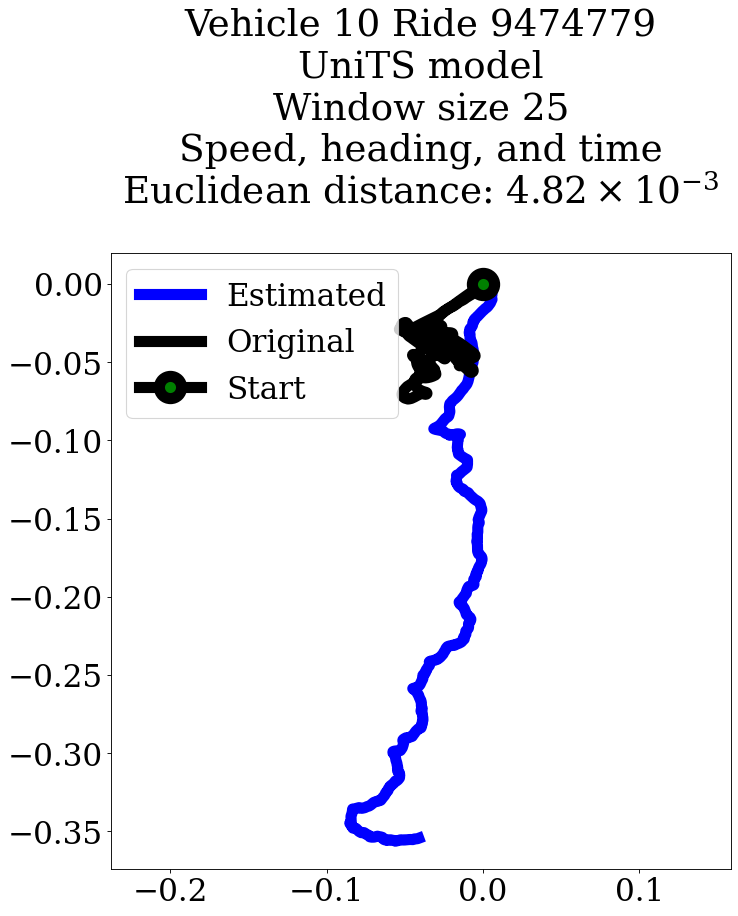 Vehicle 10 Ride 9474779
UniTS model
Window size 25
Speed, heading, and time
Euclidean distance: 4.82 × 10⁻³
Estimated
Original
Start
0.00
−0.05
−0.10
−0.15
−0.20
−0.25
−0.30
−0.35
−0.2 −0.1 0.0 0.1